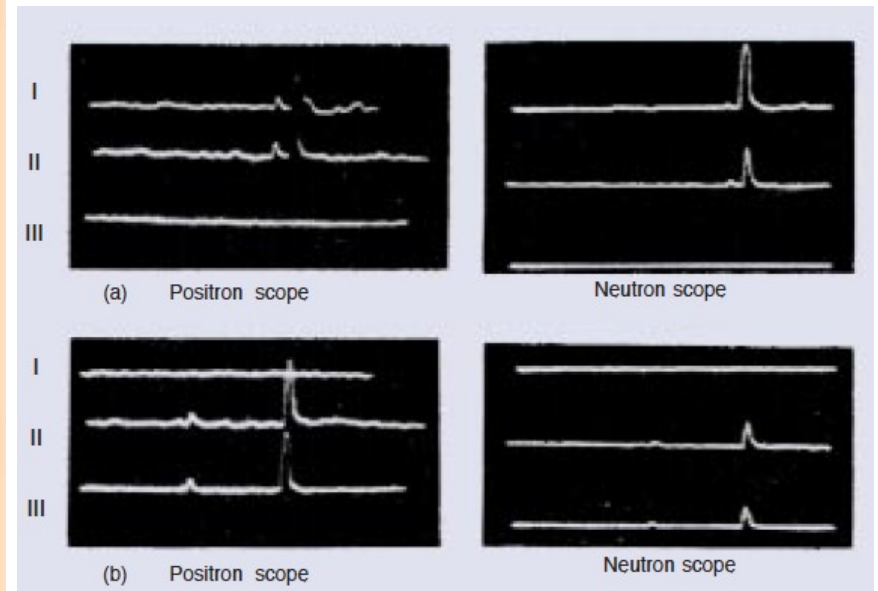 I
II
III
(a) Positron scope
Neutron scope
I
II
III
(b) Positron scope
Neutron scope